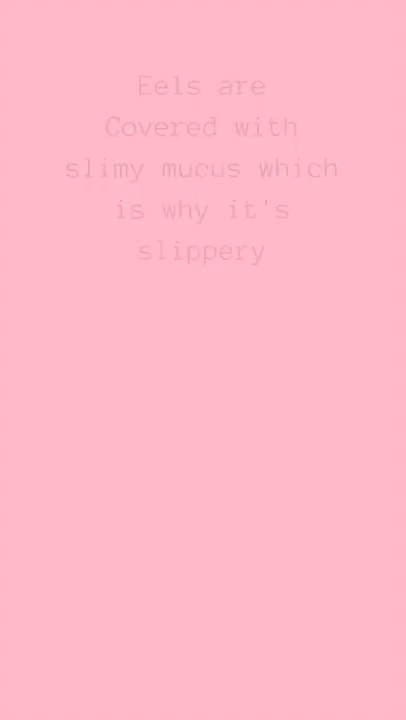 Eels are
Covered with
slimy mucus which
is why it's
slippery